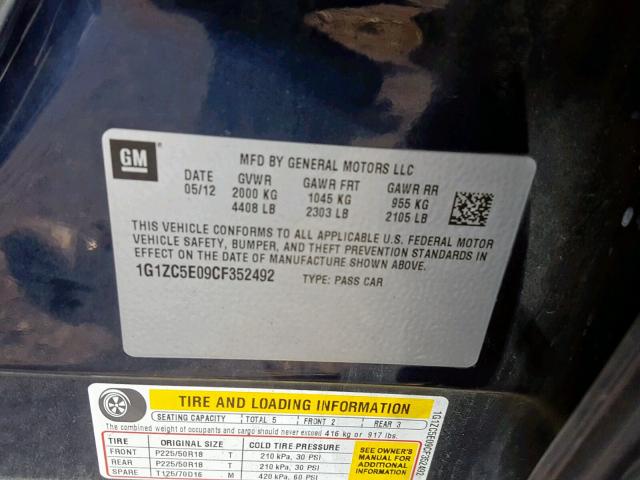 GM
MFD BY GENERAL MOTORS LLC
DATE GVWR GAWR FRT GAWR RR
05/12 2000 KG 1045 KG 955 KG
4408 LB 2303 LB 2105 LB
THIS VEHICLE CONFORMS TO ALL APPLICABLE U.S. FEDERAL MOTOR
VEHICLE SAFETY, BUMPER, AND THEFT PREVENTION STANDARDS IN
EFFECT ON THE DATE OF MANUFACTURE SHOWN ABOVE.
1G1ZC5E09CF352492 TYPE: PASS CAR
TIRE AND LOADING INFORMATION
SEATING CAPACITY TOTAL 5 FRONT 2 REAR 3
The combined weight of occupants and cargo should never exceed 416 kg or 917 lbs.
TIRE ORIGINAL SIZE COLD TIRE PRESSURE
FRONT P225/50R18 T 210 kPa, 30 PSI
REAR P225/50R18 T 210 kPa, 30 PSI
SPARE T125/70D16 M 420 kPa, 60 PSI
SEE OWNER'S
MANUAL FOR
ADDITIONAL
INFORMATION
1G1ZC5E09CF352492